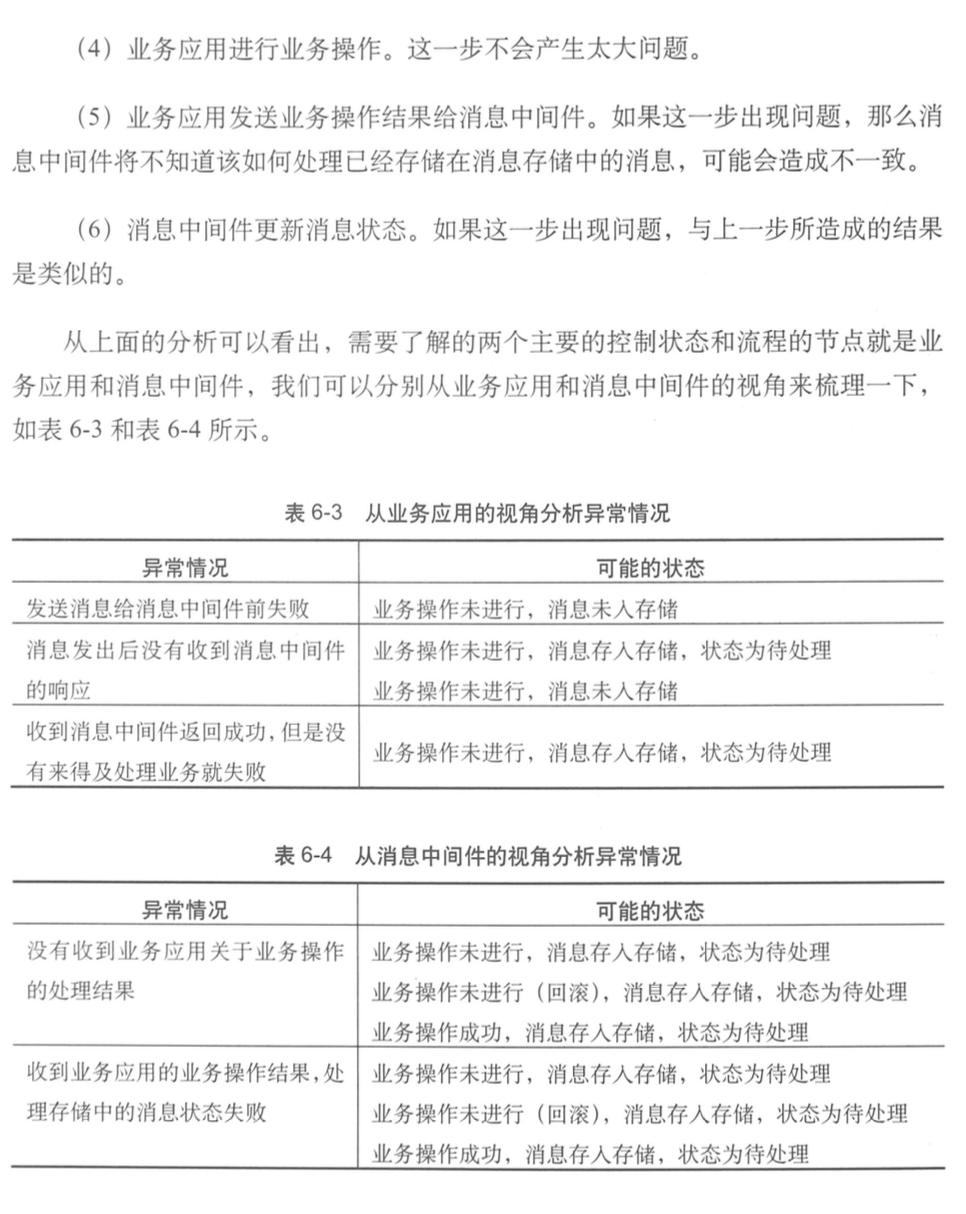 （4）业务应用进行业务操作。这一步不会产生太大问题。
（5）业务应用发送业务操作结果给消息中间件。如果这一步出现问题，那么消
息中间件将不知道该如何处理已经存储在消息存储中的消息，可能会造成不一致。
（6）消息中间件更新消息状态。如果这一步出现问题，与上一步所造成的结果
是类似的。
从上面的分析可以看出，需要了解的两个主要的控制状态和流程的节点就是业
务应用和消息中间件，我们可以分别从业务应用和消息中间件的视角来梳理一下，
如表 6-3 和表 6-4 所示。
表 6-3 从业务应用的视角分析异常情况
异常情况 可能的状态
发送消息给消息中间件前失败 业务操作未进行，消息未入存储
消息发出后没有收到消息中间件 业务操作未进行，消息存入存储，状态为待处理
的响应 业务操作未进行，消息未入存储
收到消息中间件返回成功，但是没
业务操作未进行，消息存入存储，状态为待处理
有来得及处理业务就失败
表 6-4 从消息中间件的视角分析异常情况
异常情况 可能的状态
没有收到业务应用关于业务操作 业务操作未进行，消息存入存储，状态为待处理
的处理结果 业务操作未进行（回滚），消息存入存储，状态为待处理
业务操作成功，消息存入存储，状态为待处理
收到业务应用的业务操作结果，处 业务操作未进行，消息存入存储，状态为待处理
理存储中的消息状态失败 业务操作未进行（回滚），消息存入存储，状态为待处理
业务操作成功，消息存入存储，状态为待处理